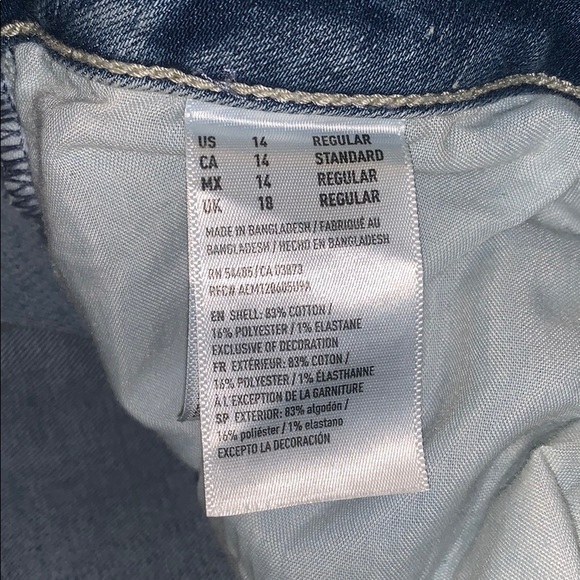 US 14 REGULAR
CA 14 STANDARD
MX 14 REGULAR
UK 18 REGULAR
MADE IN BANGLADESH / FABRIQUÉ AU
BANGLADESH / HECHO EN BANGLADESH
RN 54485 / CA 03873
RFC# AEM120605U9A
EN SHELL: 83% COTTON /
16% POLYESTER / 1% ELASTANE
EXCLUSIVE OF DECORATION
FR EXTÉRIEUR: 83% COTON /
16% POLYESTER / 1% ÉLASTHANNE
À L'EXCEPTION DE LA GARNITURE
SP EXTERIOR: 83% algodón /
16% poliéster / 1% elastano
EXCEPTO LA DECORACIÓN